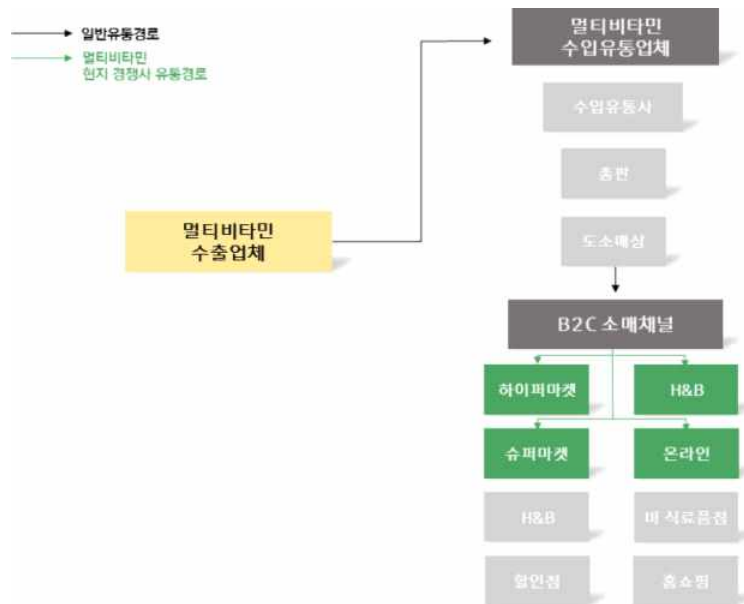 일반유통경로
멀티비타민
현지 경쟁사 유통경로
멀티비타민
수입유통업체
수입유통사
총판
도소매상
멀티비타민
수출업체
B2C 소매채널
하이퍼마켓
H&B
슈퍼마켓
온라인
H&B
비 식료품점
할인점
홈쇼핑